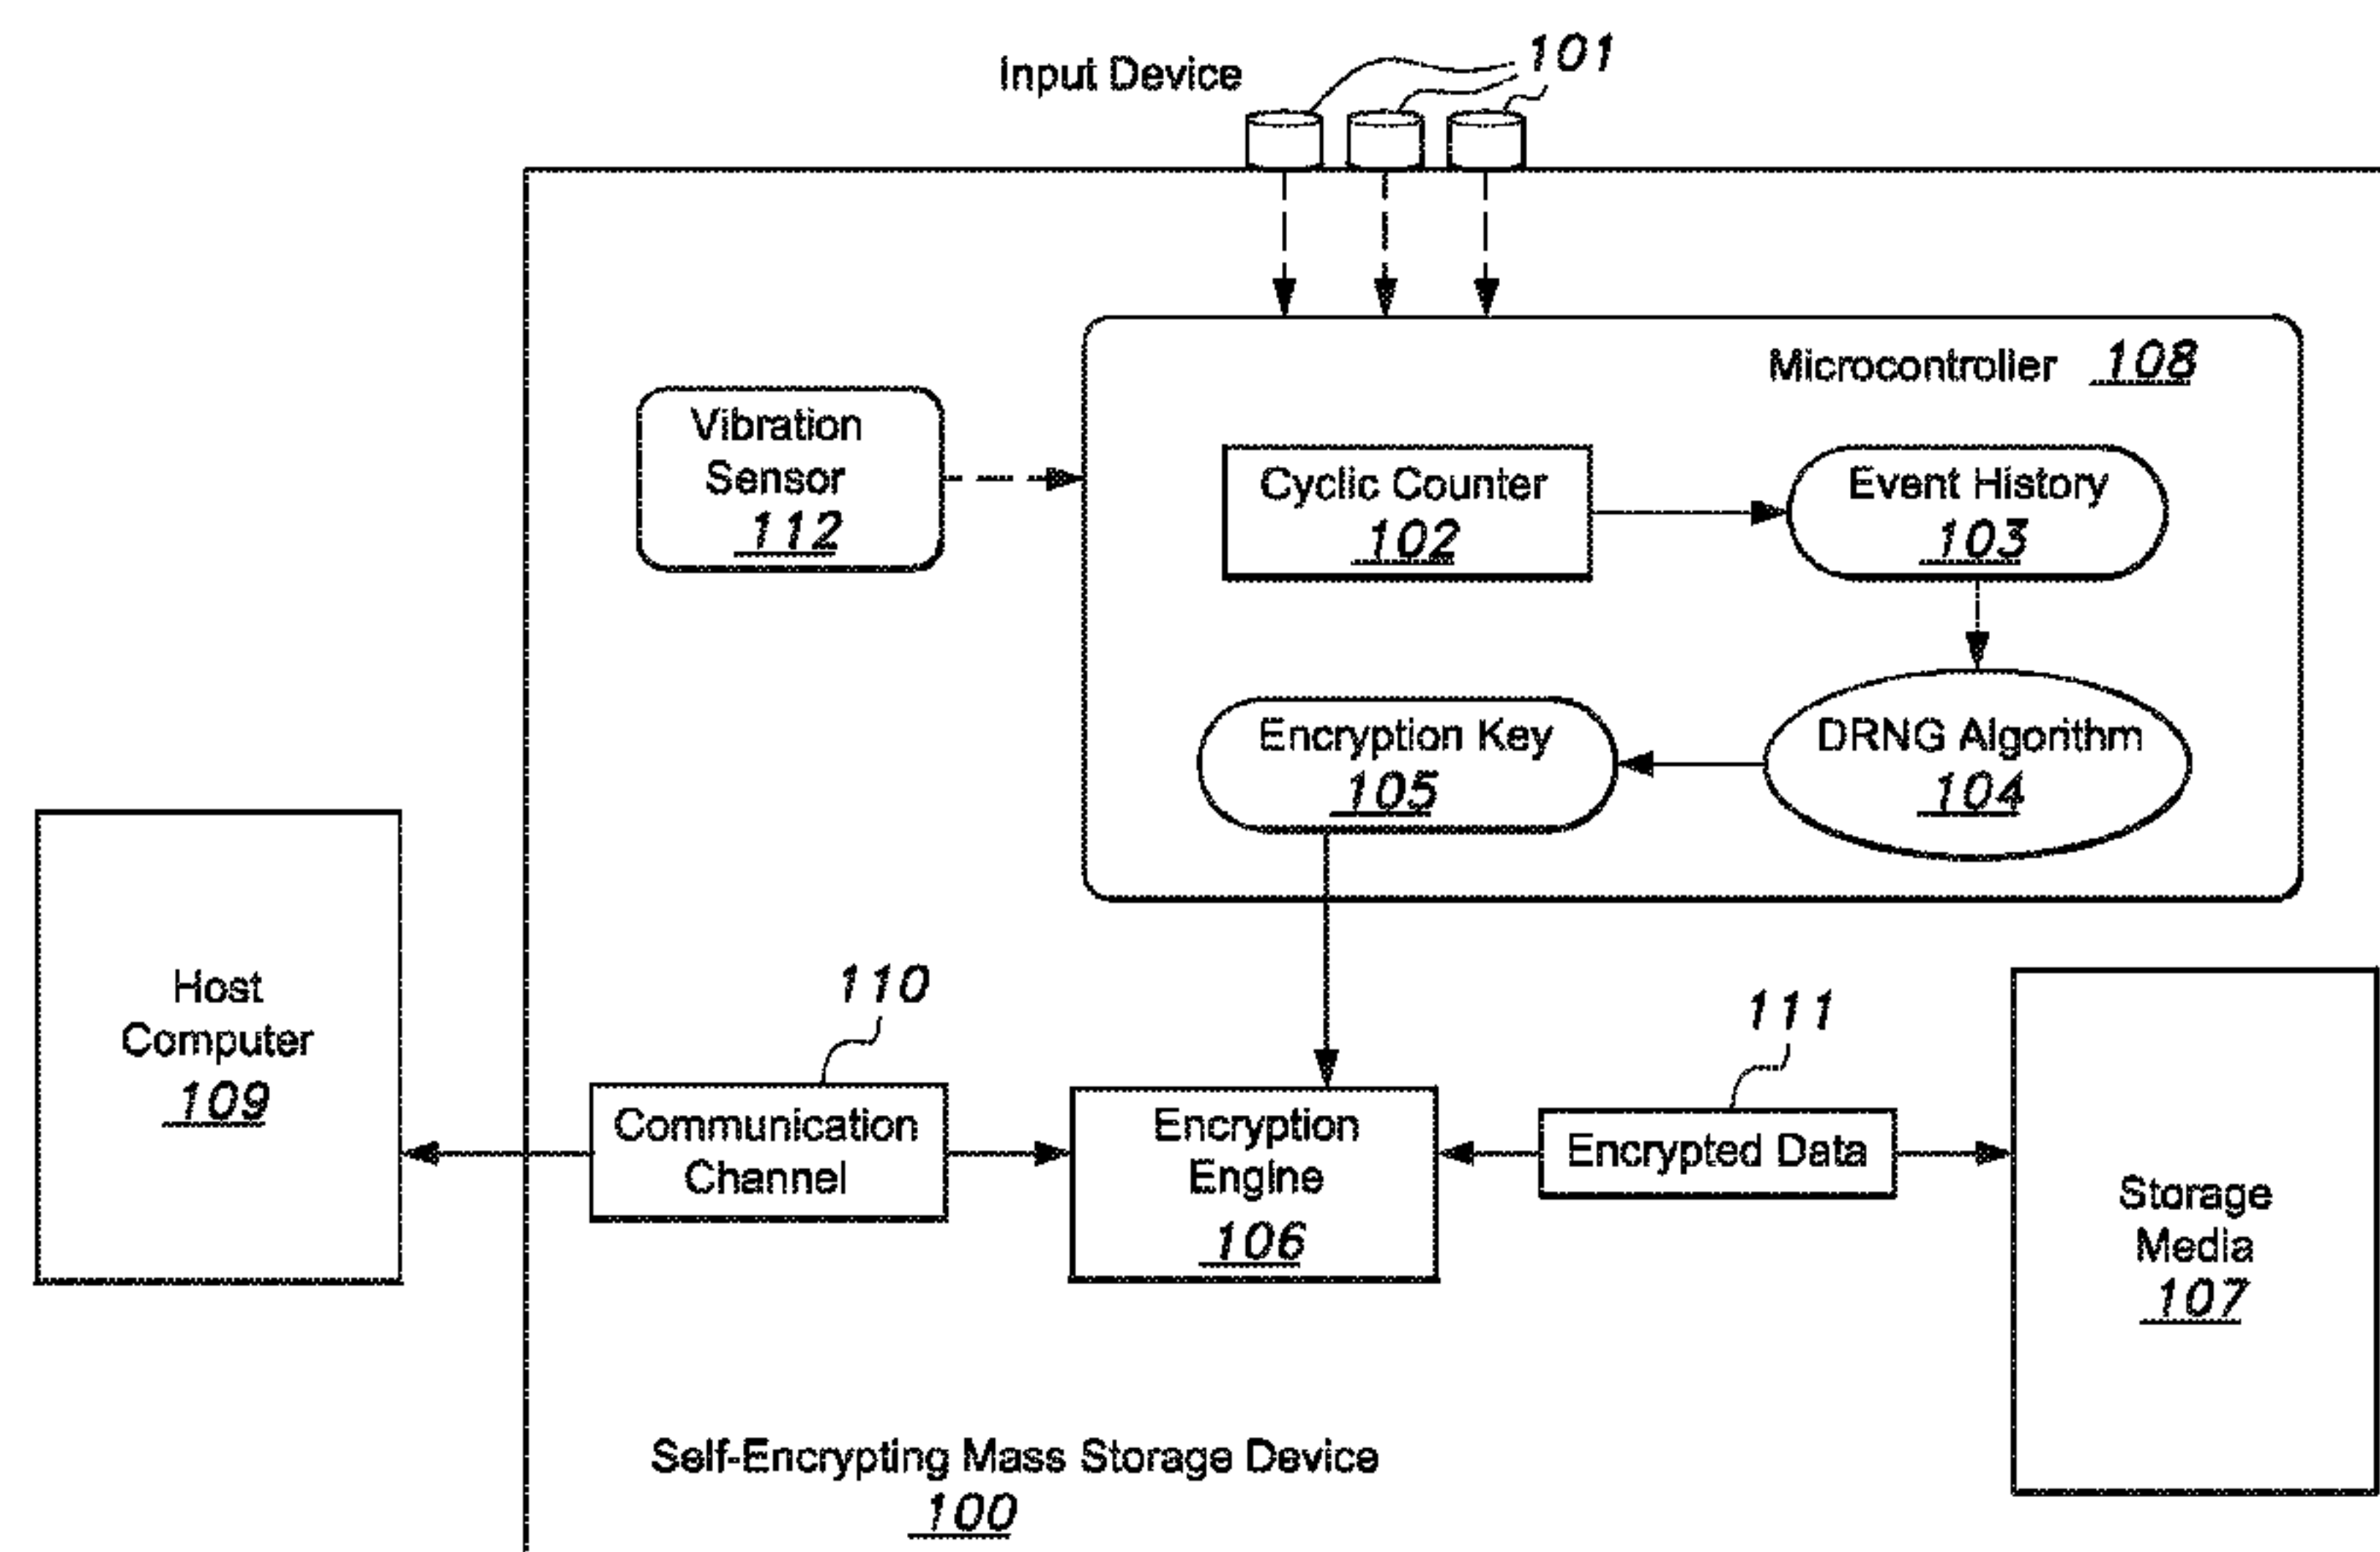 Input Device
101
Microcontroller 108
Vibration
Sensor
112
Cyclic Counter
102
Event History
103
Encryption Key
105
DRNG Algorithm
104
Host
Computer
109
110
Communication
Channel
Encryption
Engine
106
111
Encrypted Data
Storage
Media
107
Self-Encrypting Mass Storage Device
100